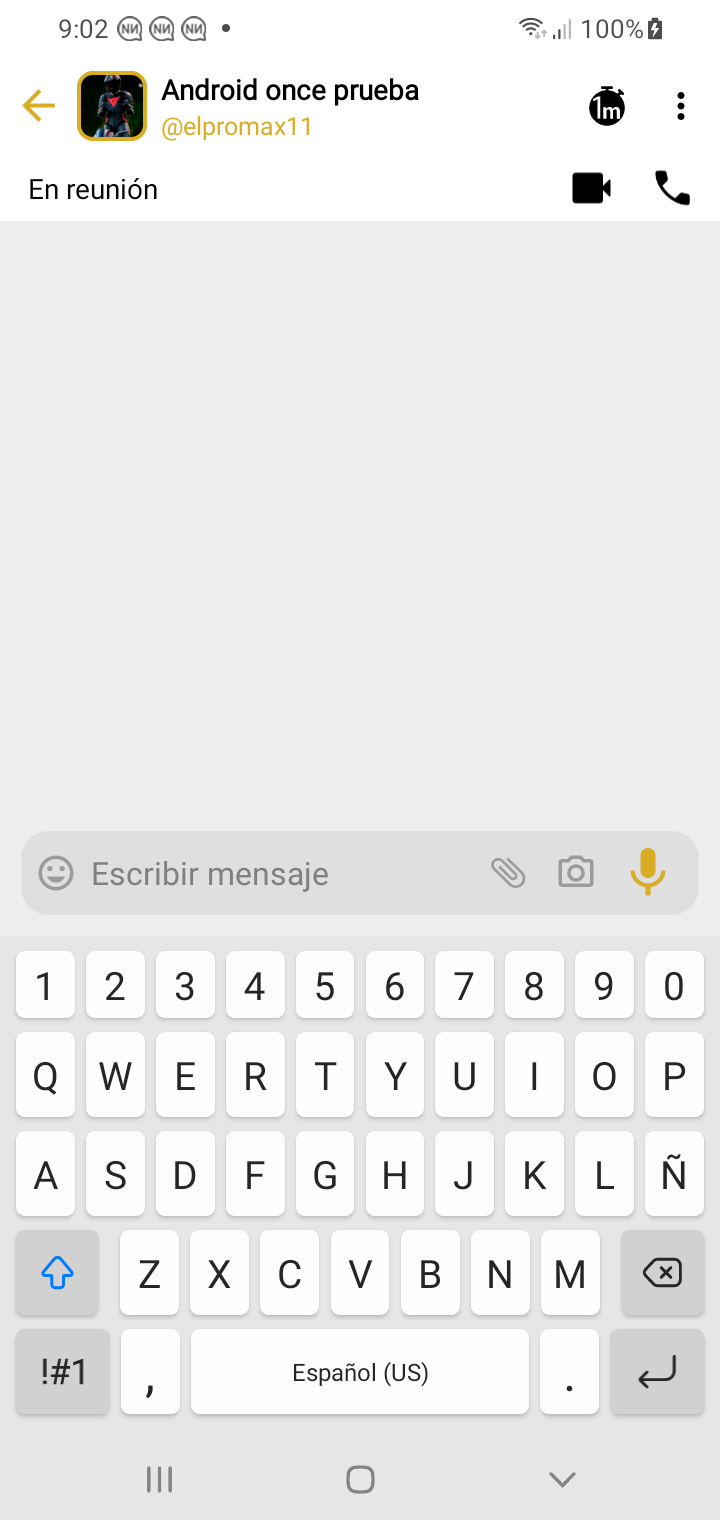 9:02 100%
Android once prueba
@elpromax11
1m
En reunión
Escribir mensaje
1 2 3 4 5 6 7 8 9 0
Q W E R T Y U I O P
A S D F G H J K L Ñ
Z X C V B N M
!#1 , Español (US) .